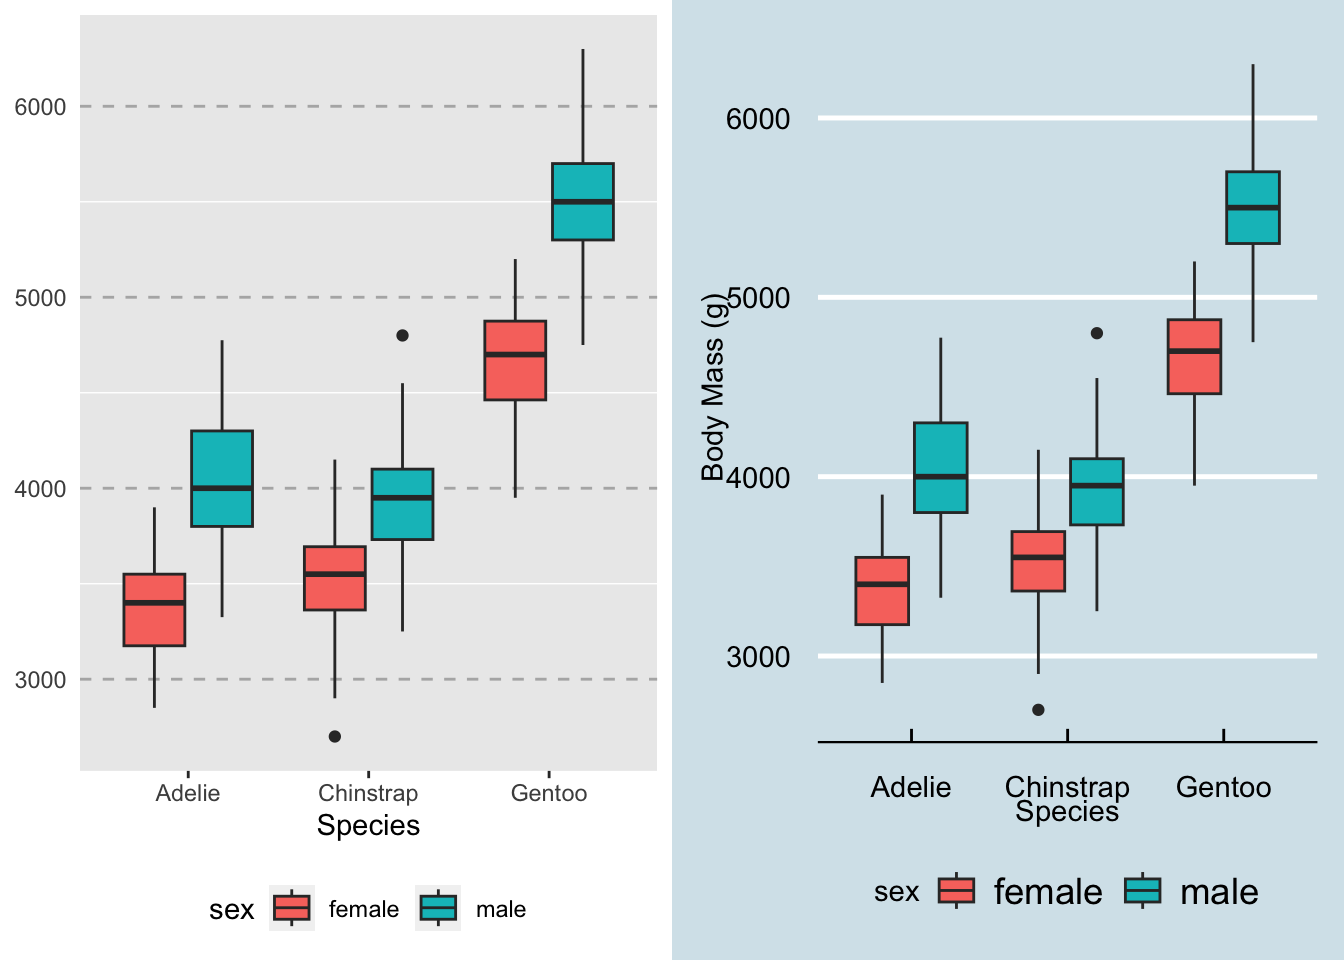 6000
5000
4000
3000
Adelie Chinstrap Gentoo
Species
sex female male
Body Mass (g)
6000
5000
4000
3000
Adelie Chinstrap Gentoo
Species
sex female male